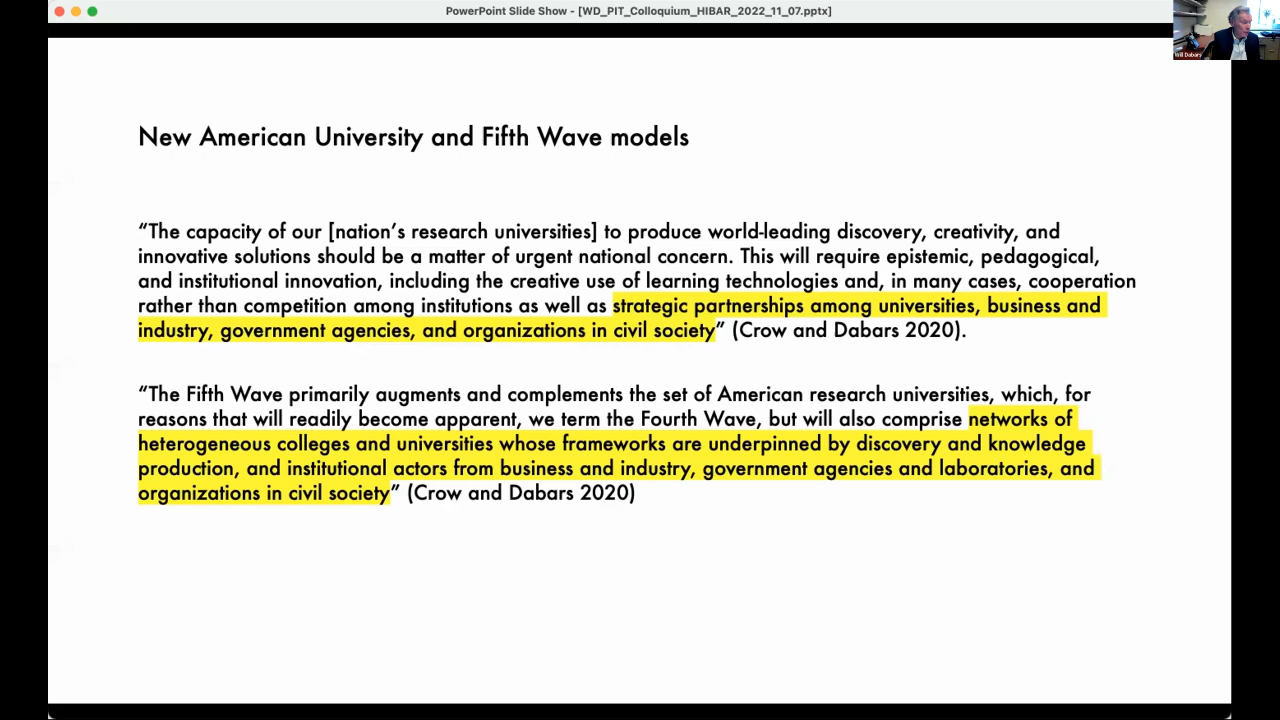 PowerPoint Slide Show - [WD_PIT_Colloquium_HIBAR_2022_11_07.pptx]
Will Dabars
New American University and Fifth Wave models
“The capacity of our [nation’s research universities] to produce world-leading discovery, creativity, and
innovative solutions should be a matter of urgent national concern. This will require epistemic, pedagogical,
and institutional innovation, including the creative use of learning technologies and, in many cases, cooperation
rather than competition among institutions as well as strategic partnerships among universities, business and
industry, government agencies, and organizations in civil society” (Crow and Dabars 2020).
“The Fifth Wave primarily augments and complements the set of American research universities, which, for
reasons that will readily become apparent, we term the Fourth Wave, but will also comprise networks of
heterogeneous colleges and universities whose frameworks are underpinned by discovery and knowledge
production, and institutional actors from business and industry, government agencies and laboratories, and
organizations in civil society” (Crow and Dabars 2020)